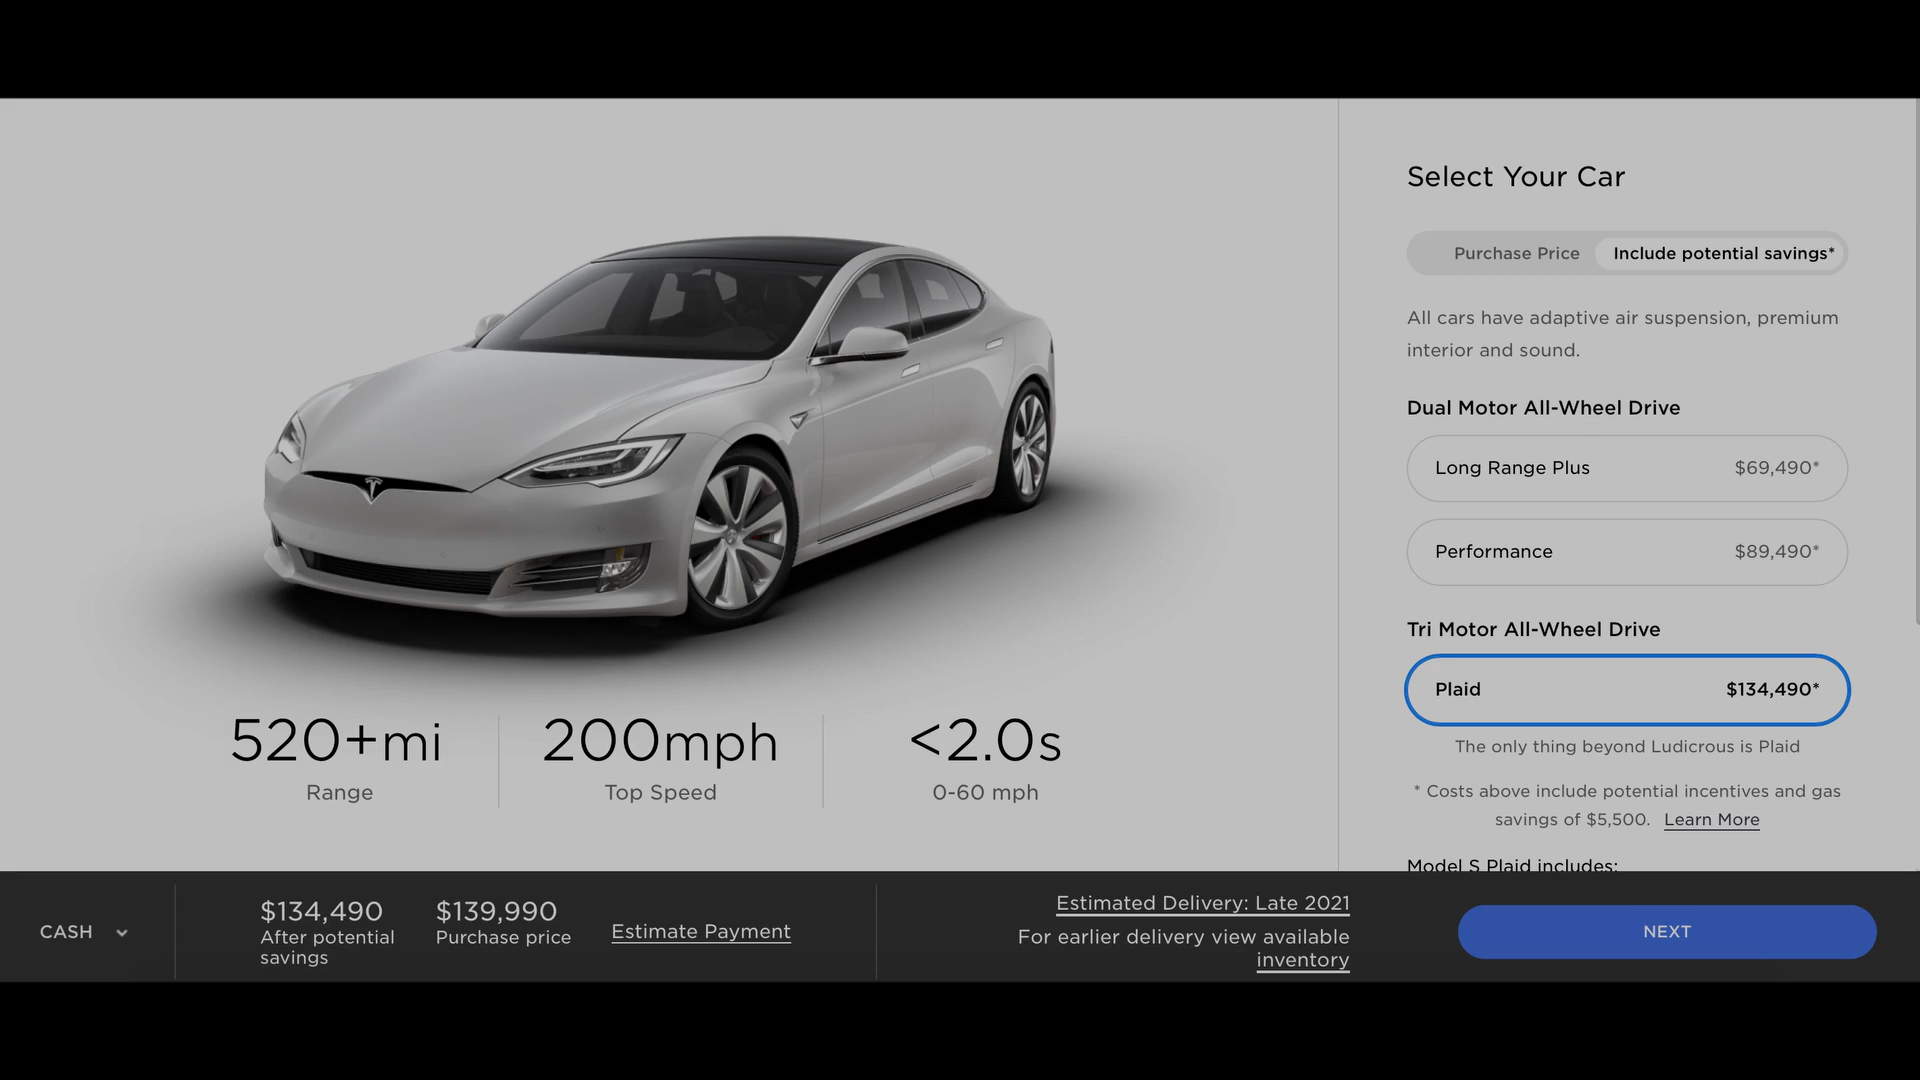 Select Your Car
Purchase Price Include potential savings*
All cars have adaptive air suspension, premium
interior and sound.
Dual Motor All-Wheel Drive
Long Range Plus $69,490*
Performance $89,490*
Tri Motor All-Wheel Drive
Plaid $134,490*
The only thing beyond Ludicrous is Plaid
* Costs above include potential incentives and gas
savings of $5,500. Learn More
Model S Plaid includes:
520+mi 200mph <2.0s
Range Top Speed 0-60 mph
CASH
$134,490
After potential
savings
$139,990
Purchase price
Estimate Payment
Estimated Delivery: Late 2021
For earlier delivery view available
inventory
NEXT